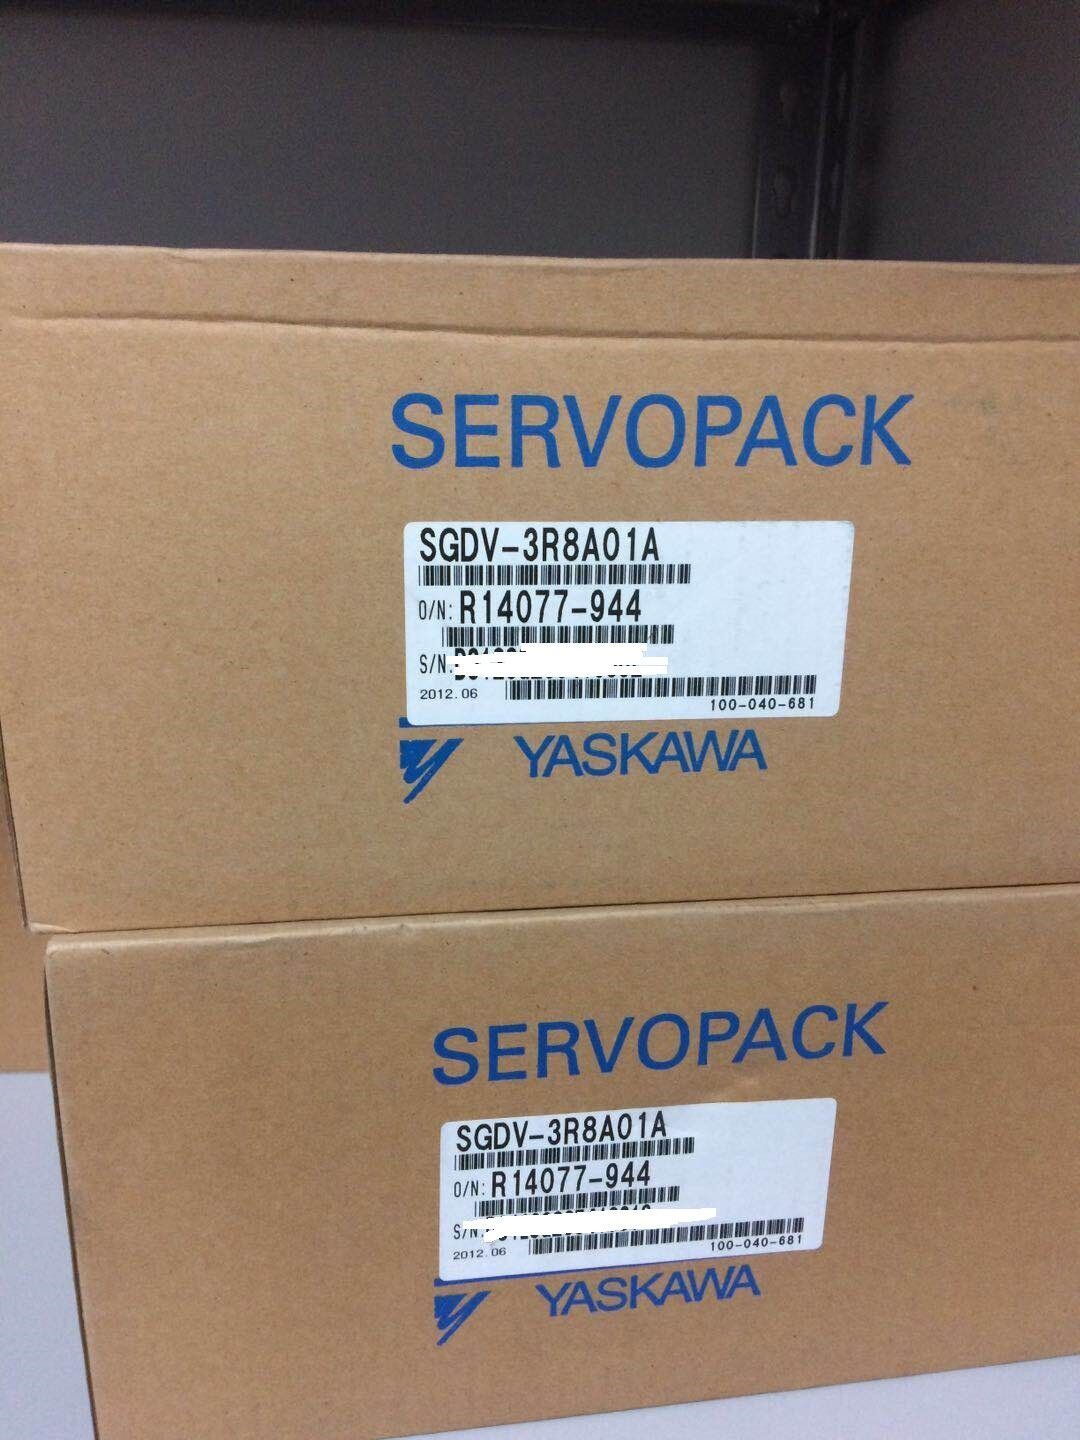 SERVOPACK
SGDV-3R8A01A
O/N: R14077-944
S/N:
2012.06
100-040-681
YASKAWA
SERVOPACK
SGDV-3R8A01A
O/N: R14077-944
S/N:
2012.06
100-040-681
YASKAWA